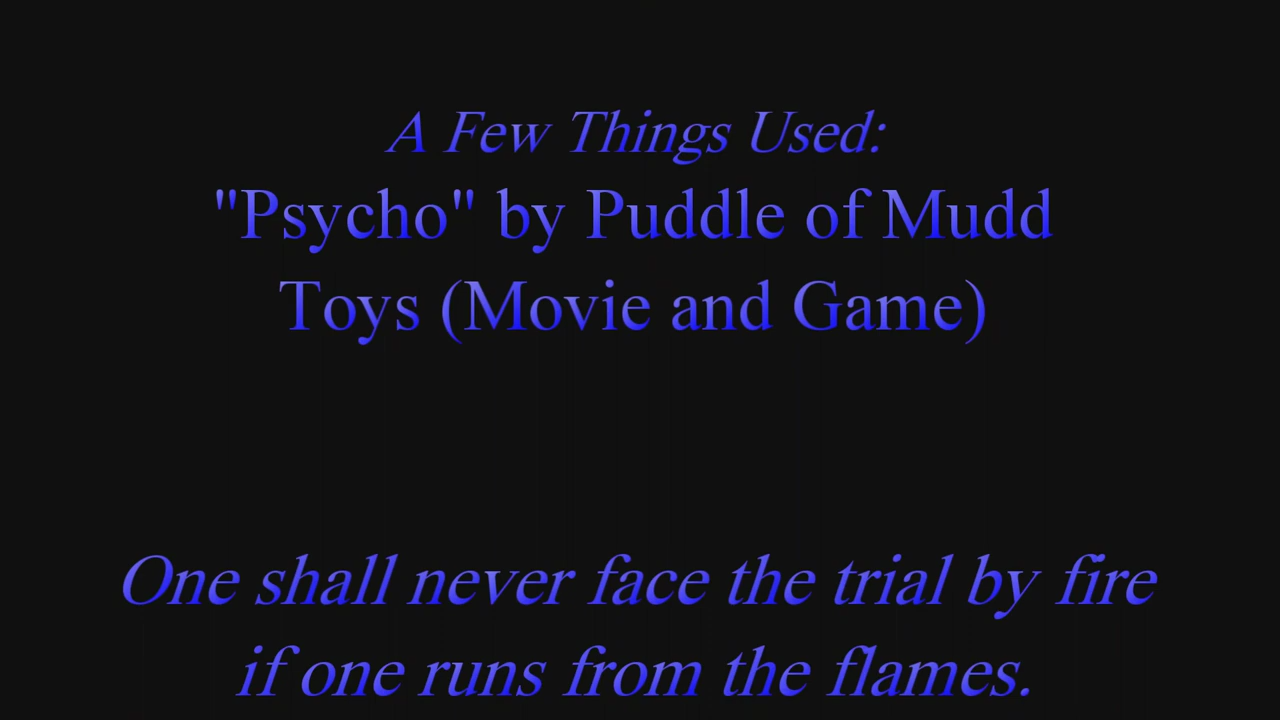 A Few Things Used:
"Psycho" by Puddle of Mudd
Toys (Movie and Game)
One shall never face the trial by fire
if one runs from the flames.